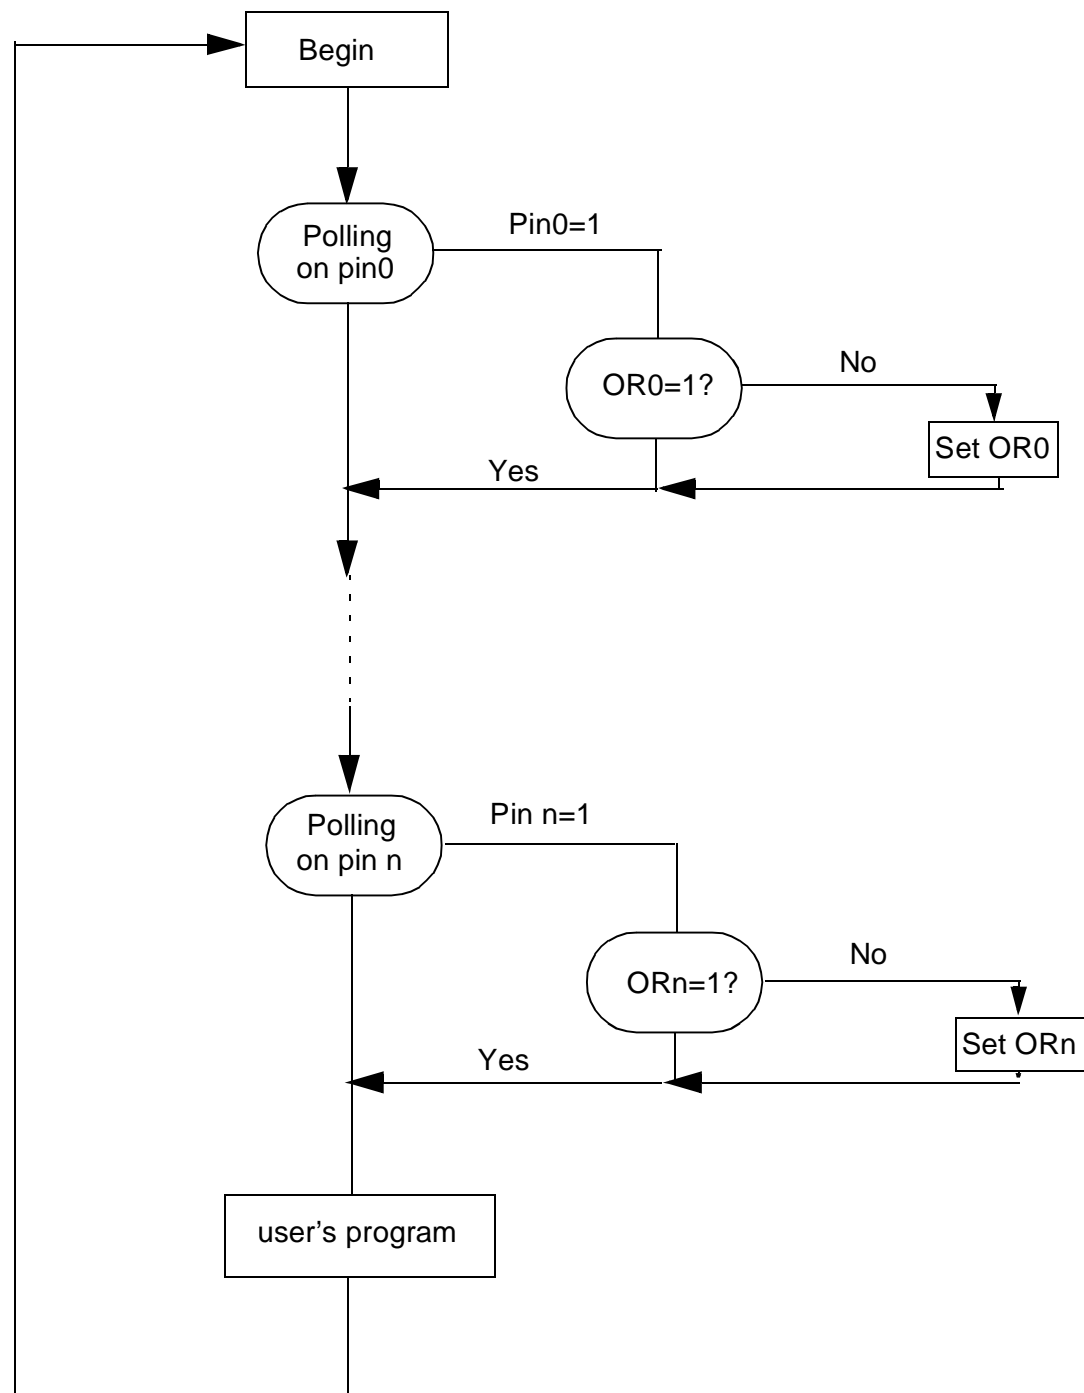 Begin
Polling
on pin0
Pin0=1
OR0=1?
No
Set OR0
Yes
Polling
on pin n
Pin n=1
ORn=1?
No
Set ORn
Yes
user's program